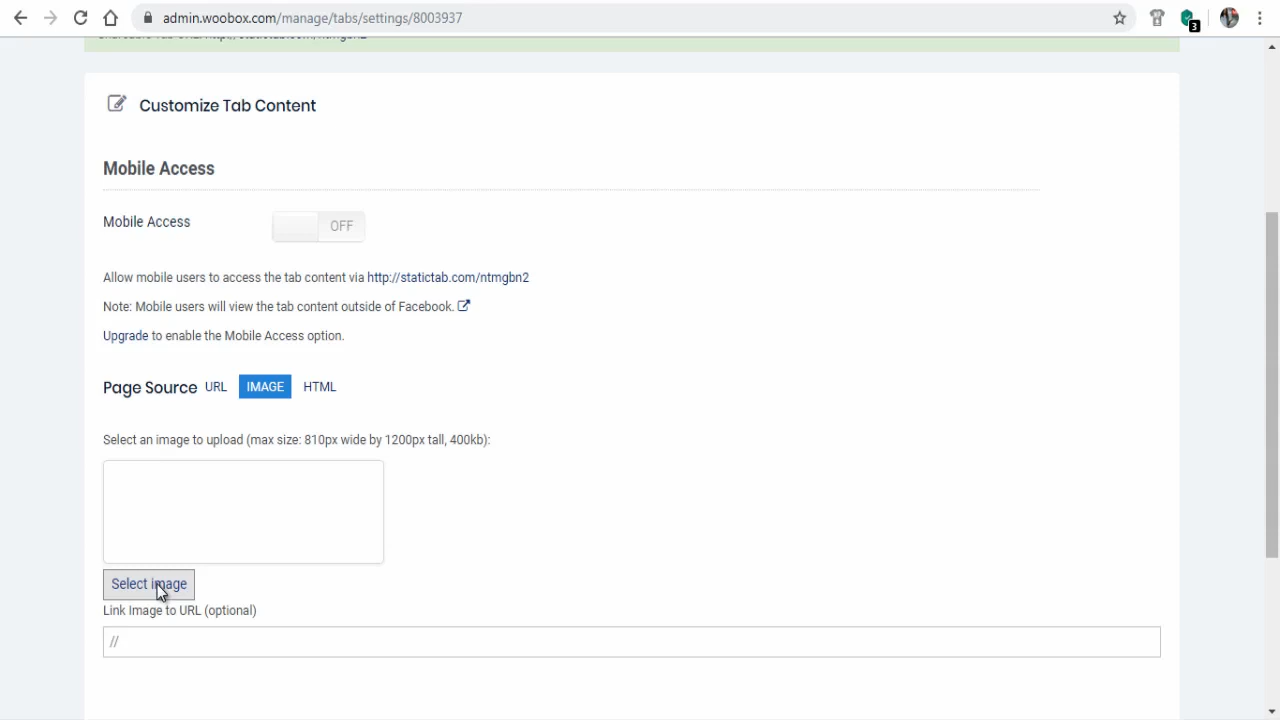 admin.woobox.com/manage/tabs/settings/8003937
3
Customize Tab Content
Mobile Access
Mobile Access
OFF
Allow mobile users to access the tab content via http://statictab.com/ntmgbn2
Note: Mobile users will view the tab content outside of Facebook.
Upgrade to enable the Mobile Access option.
Page Source URL IMAGE HTML
Select an image to upload (max size: 810px wide by 1200px tall, 400kb):
Select image
Link Image to URL (optional)
//